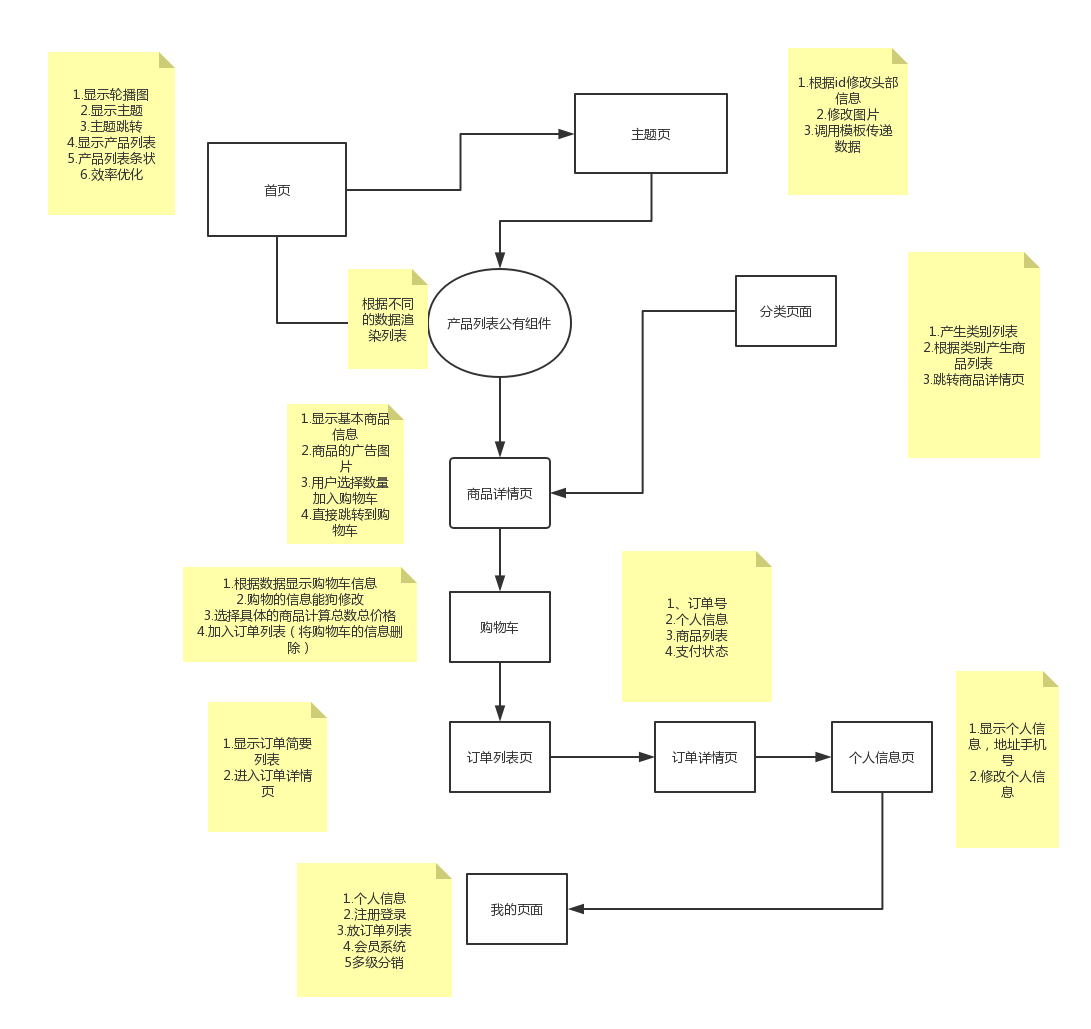 1.显示轮播图
2.显示主题
3.主题跳转
4.显示产品列表
5.产品列表条状
6.效率优化
首页
主题页
1.根据id修改头部
信息
2.修改图片
3.调用模板传递
数据
根据不同
的数据渲
染列表
产品列表公有组件
分类页面
1.产生类别列表
2.根据类别产生商
品列表
3.跳转商品详情页
1.显示基本商品
信息
2.商品的广告图
片
3.用户选择数量
加入购物车
4.直接跳转到购
物车
商品详情页
1.根据数据显示购物车信息
2.购物的信息能狗修改
3.选择具体的商品计算总数总价格
4.加入订单列表（将购物车的信息删
除）
购物车
1、订单号
2.个人信息
3.商品列表
4.支付状态
1.显示订单简要
列表
2.进入订单详情
页
订单列表页
订单详情页
个人信息页
1.显示个人信
息，地址手机
号
2.修改个人信
息
1.个人信息
2.注册登录
3.放订单列表
4.会员系统
5多级分销
我的页面